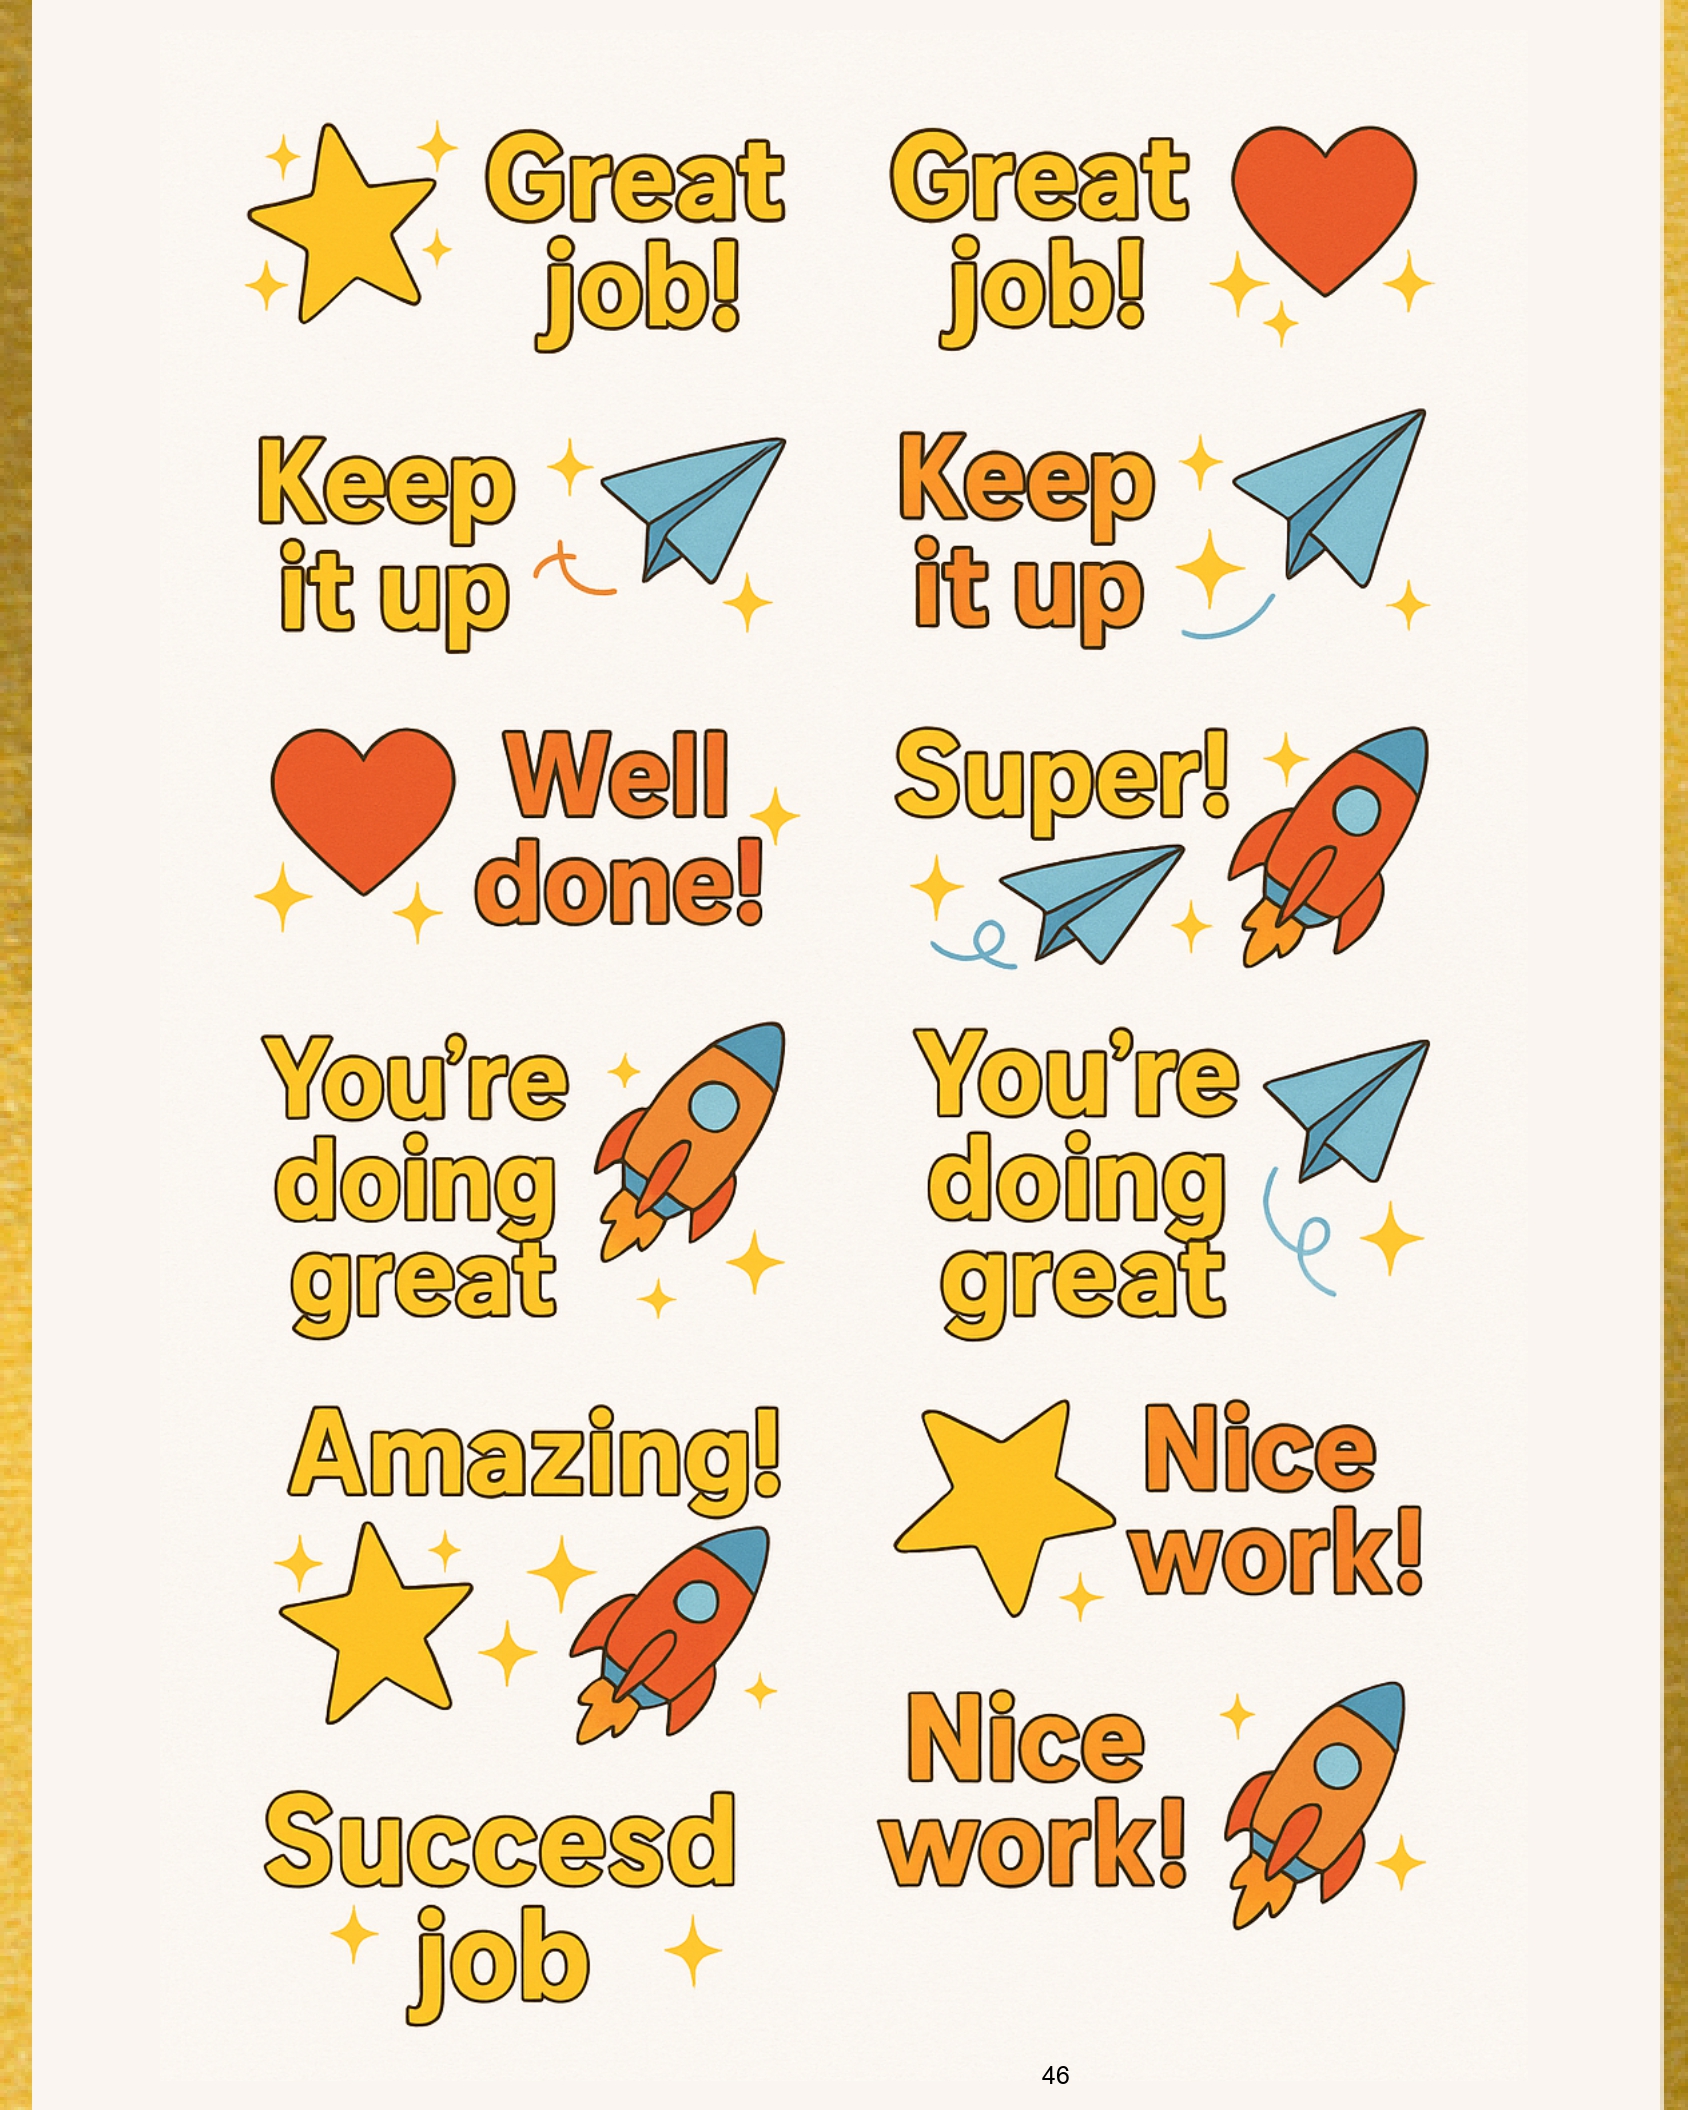 Great
job!
Great
job!
Keep
it up
Keep
it up
Well
done!
Super!
You're
doing
great
You're
doing
great
Amazing!
Nice
work!
Succesd
job
Nice
work!
46